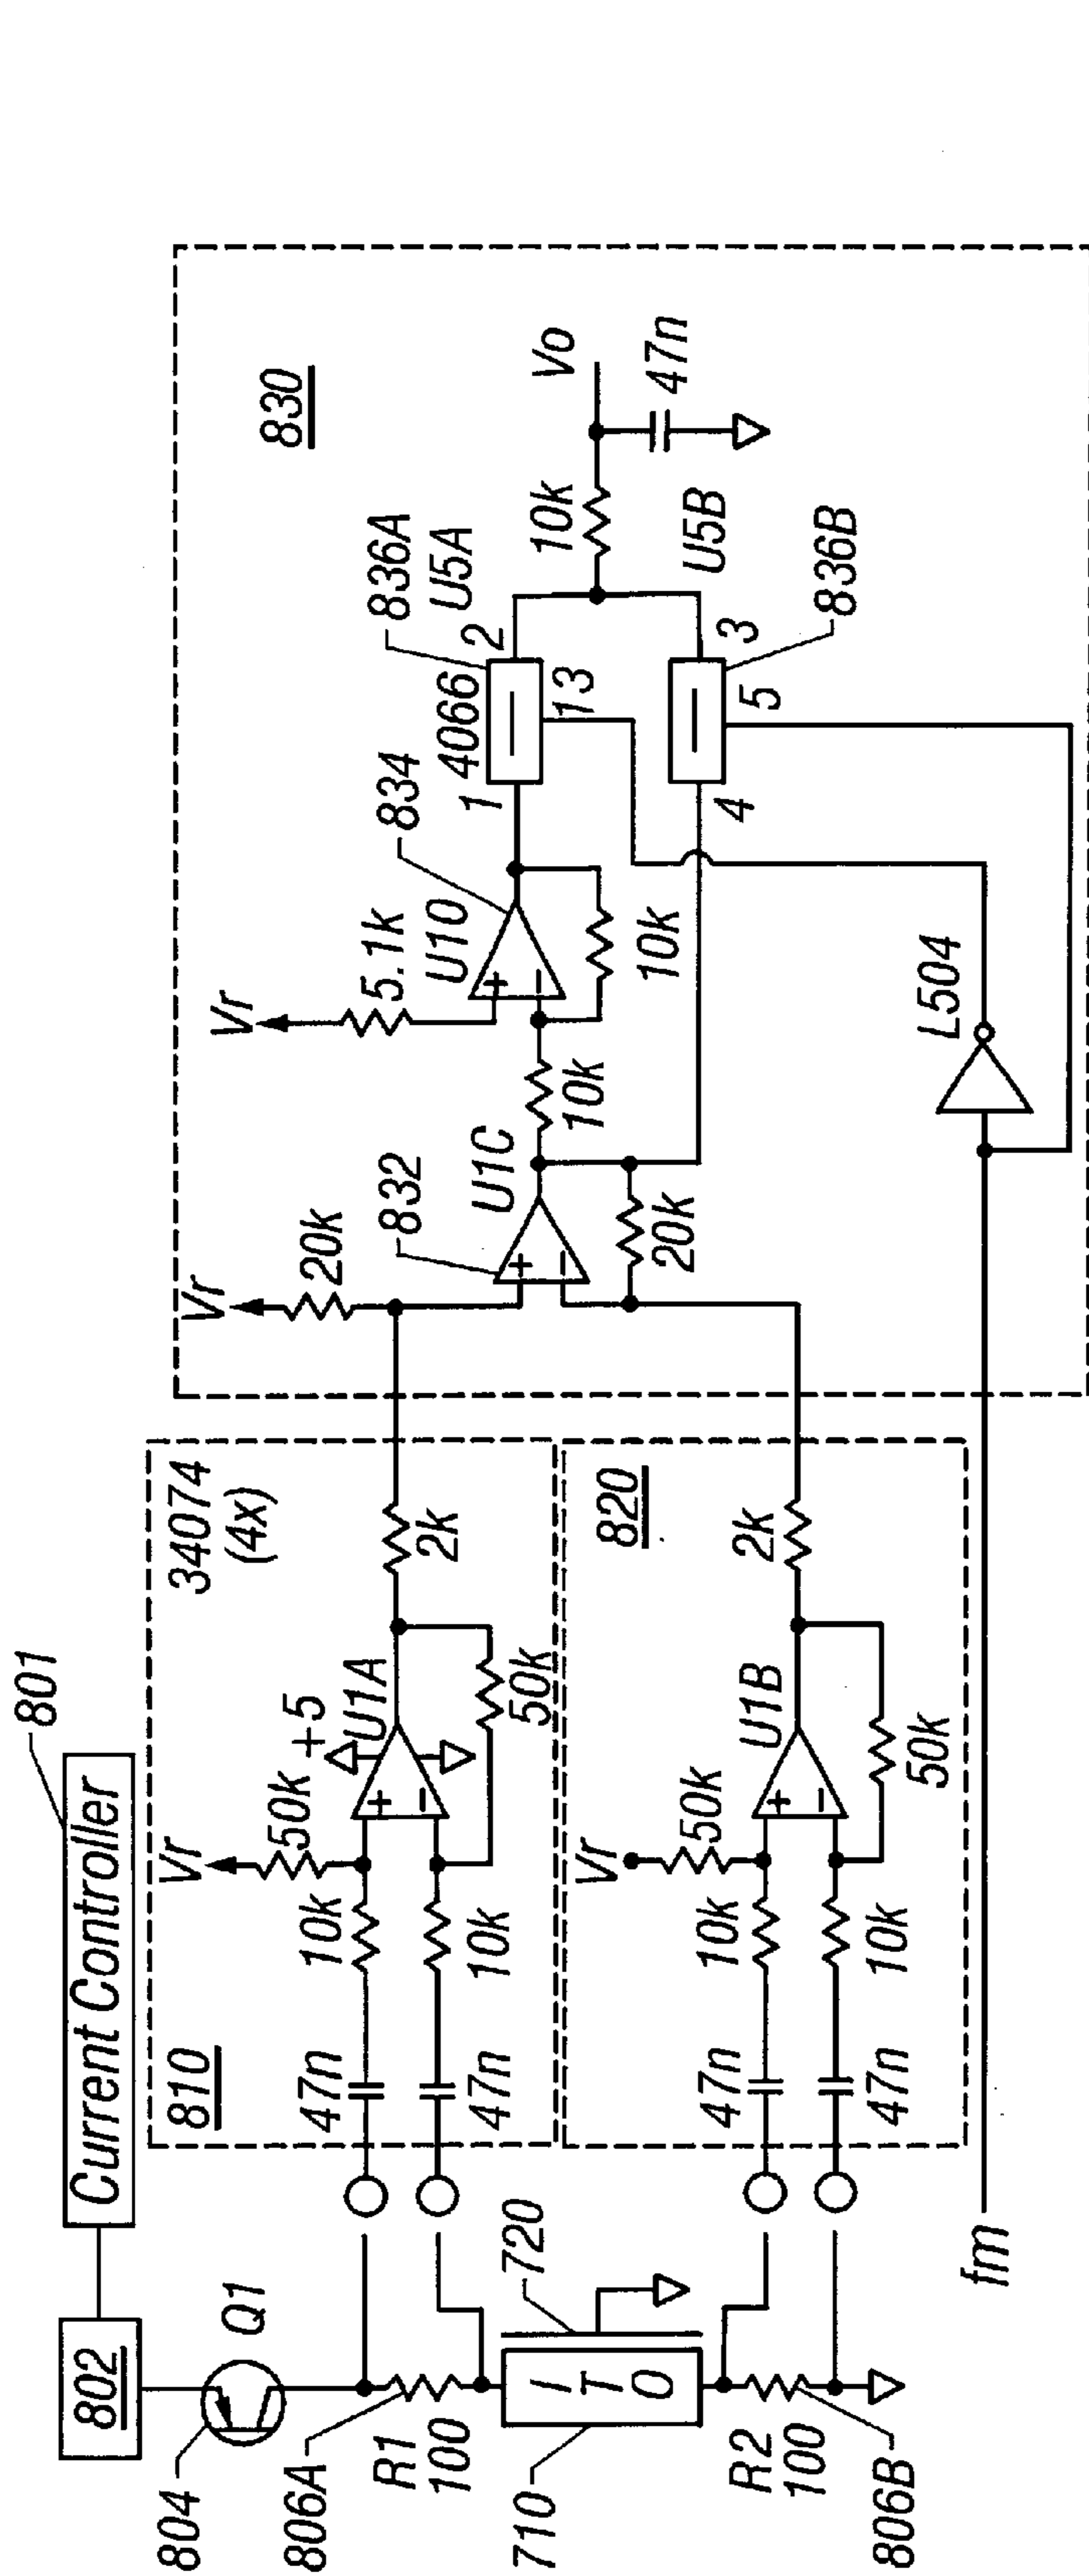 801
Current Controller
802
804
Q1
806A
R1
100
710
ITO
720
R2
100
806B
810
34074
(4x)
Vr
50k
+5
U1A
47n
10k
47n
10k
50k
2k
820
Vr
50k
U1B
47n
10k
47n
10k
50k
2k
fm
830
Vr
20k
832
U1C
20k
Vr
5.1k
U10
834
10k
10k
1
4066
2
13
836A
U5A
4
5
3
U5B
836B
10k
Vo
47n
L504